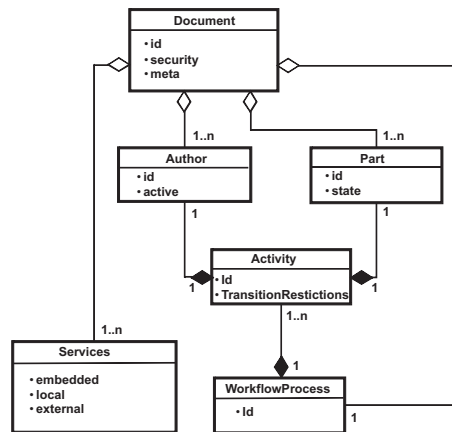 Document
• id
• security
• meta
1..n
1..n
Author
• id
• active
Part
• id
• state
1
1
Activity
• Id
• TransitionRestictions
1
1
1..n
1..n
Services
• embedded
• local
• external
1
WorkflowProcess
• Id
1